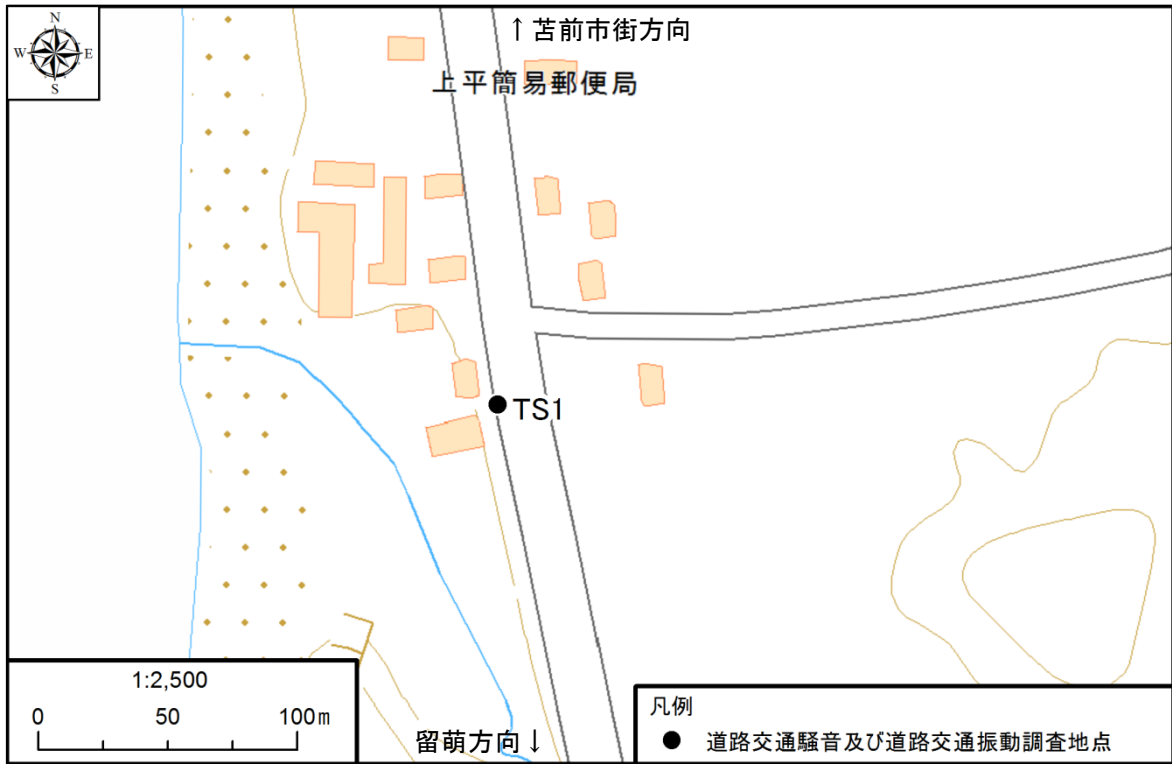 N
W E
S
↑苫前市街方向
上平簡易郵便局
TS1
1:2,500
0 50 100m
留萌方向↓
凡例
● 道路交通騒音及び道路交通振動調査地点